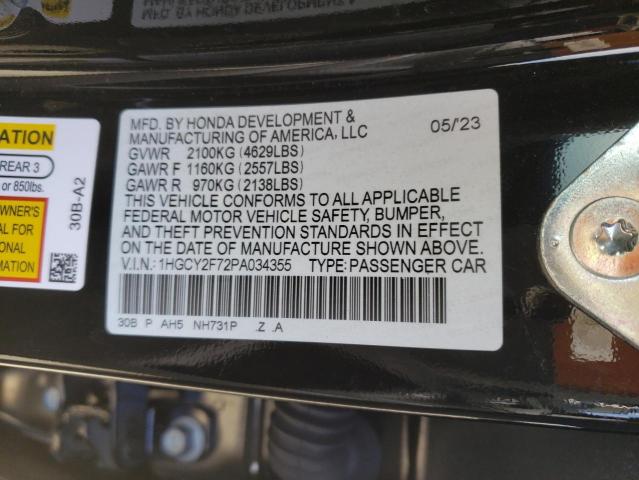 MFD. BY HONDA DEVELOPMENT &
MANUFACTURING OF AMERICA, LLC 05/'23
GVWR 2100KG (4629LBS)
GAWR F 1160KG (2557LBS)
GAWR R 970KG (2138LBS)
THIS VEHICLE CONFORMS TO ALL APPLICABLE
FEDERAL MOTOR VEHICLE SAFETY, BUMPER,
AND THEFT PREVENTION STANDARDS IN EFFECT
ON THE DATE OF MANUFACTURE SHOWN ABOVE.
V.I.N.: 1HGCY2F72PA034355 TYPE: PASSENGER CAR
30B P AH5 NH731P .Z .A
ATION
REAR 3
or 850lbs.
WNER'S
AL FOR
ONAL
MATION
30B-A2